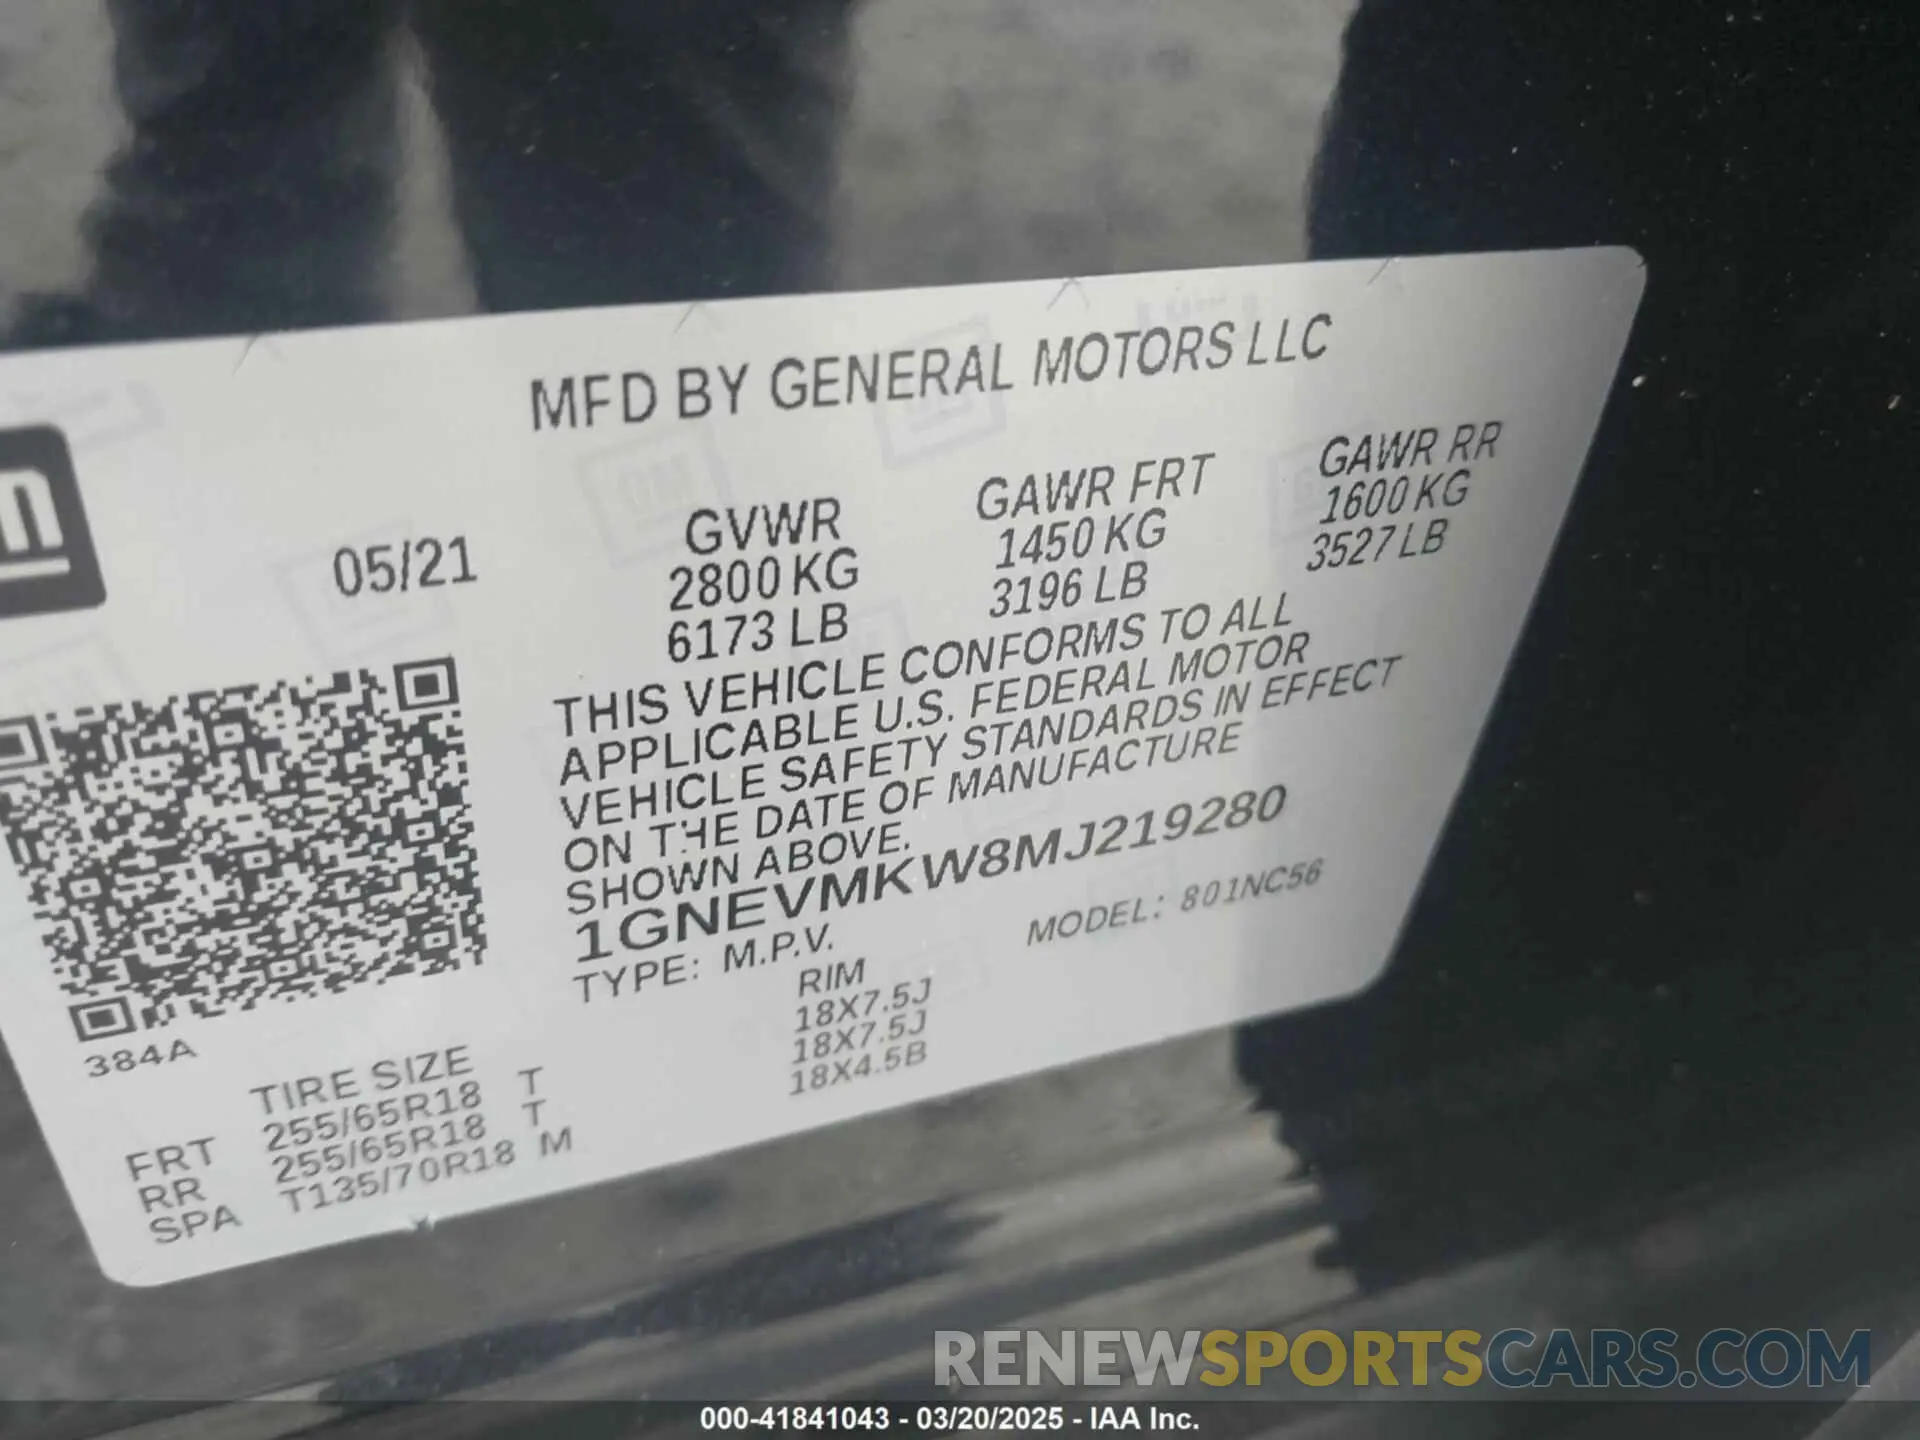 MFD BY GENERAL MOTORS LLC
05/21
GVWR
2800 KG
6173 LB
GAWR FRT
1450 KG
3196 LB
GAWR RR
1600 KG
3527 LB
THIS VEHICLE CONFORMS TO ALL
APPLICABLE U.S. FEDERAL MOTOR
VEHICLE SAFETY STANDARDS IN EFFECT
ON THE DATE OF MANUFACTURE
SHOWN ABOVE.
1GNEVMKW8MJ219280
TYPE: M.P.V.
MODEL: 801NC56
384A
TIRE SIZE
RIM
FRT 255/65R18 T 18X7.5J
RR 255/65R18 T 18X7.5J
SPA T135/70R18 M 18X4.5B
RENEWSPORTSCARS.COM
000-41841043 - 03/20/2025 - IAA Inc.